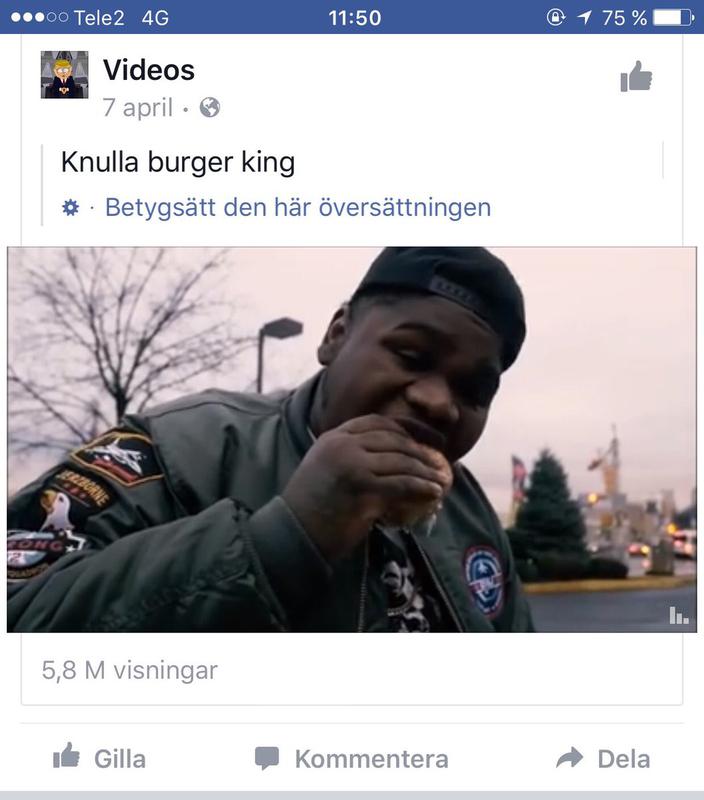 Tele2 4G 11:50 75 %
Videos
7 april
Knulla burger king
Betygsätt den här översättningen
5,8 M visningar
Gilla Kommentera Dela